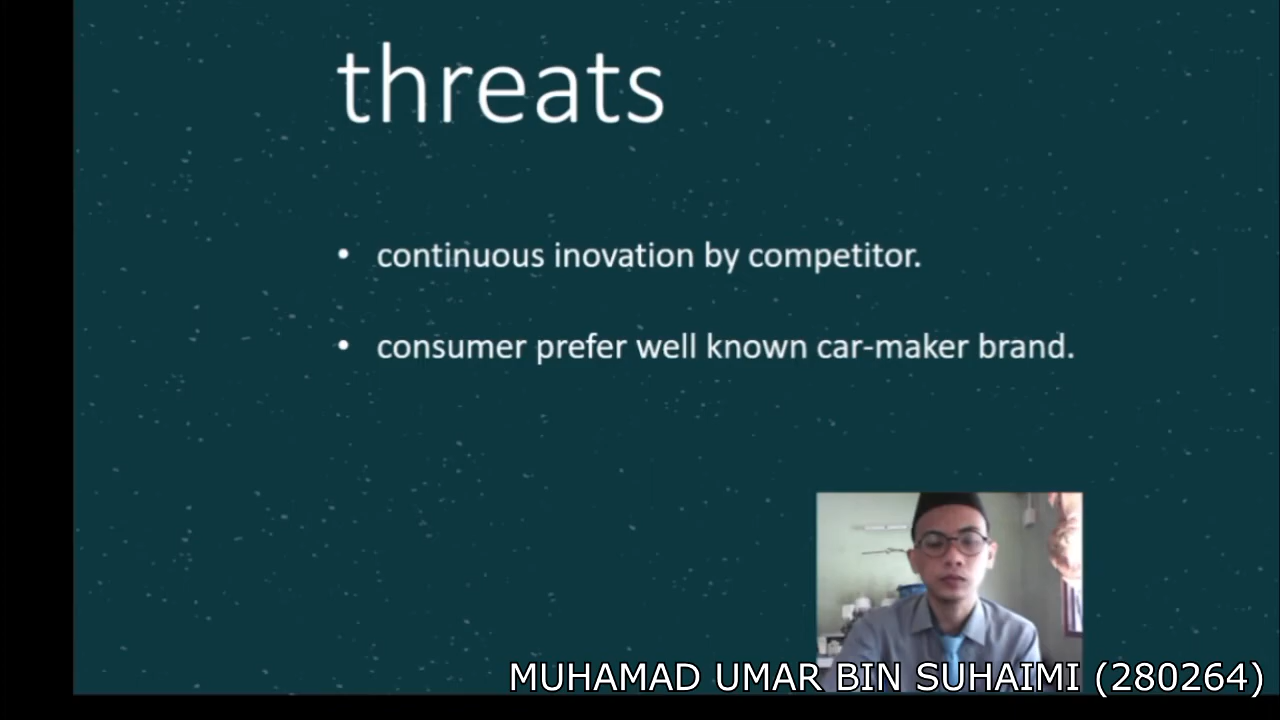 threats
• continuous inovation by competitor.
• consumer prefer well known car-maker brand.
MUHAMAD UMAR BIN SUHAIMI (280264)